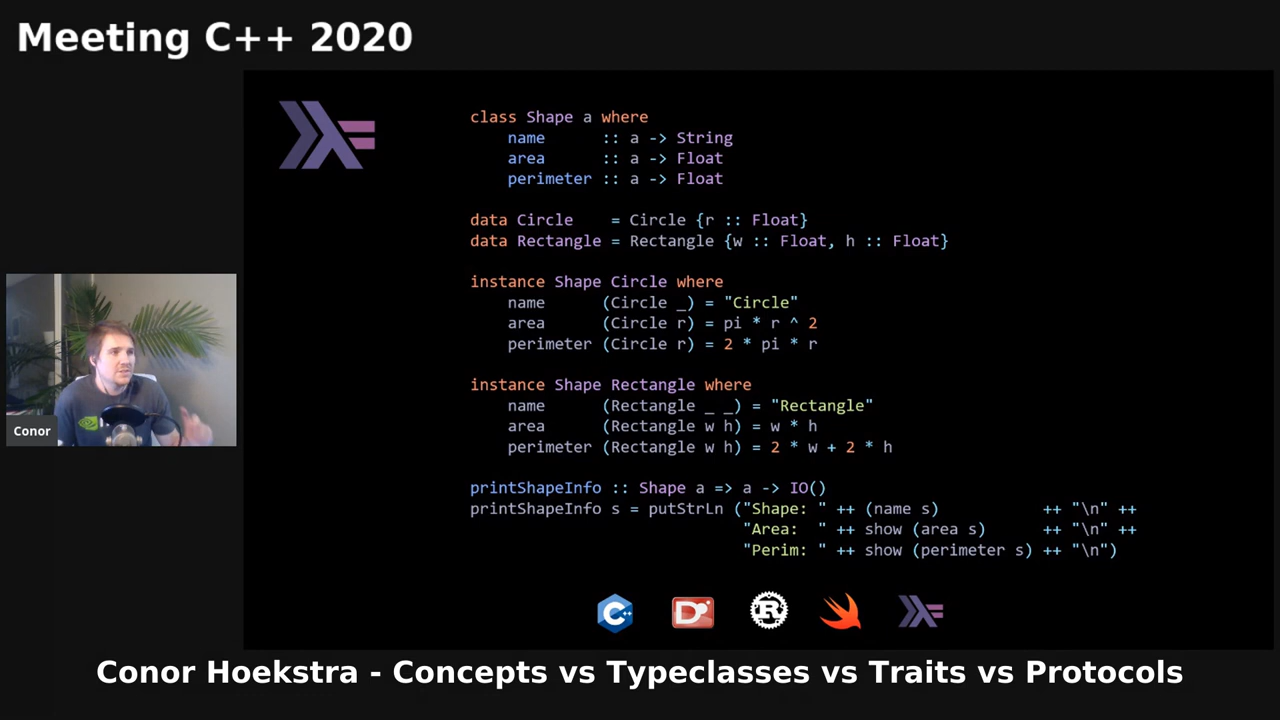 Meeting C++ 2020
class Shape a where
    name      :: a -> String
    area      :: a -> Float
    perimeter :: a -> Float
data Circle    = Circle {r :: Float}
data Rectangle = Rectangle {w :: Float, h :: Float}
instance Shape Circle where
    name      (Circle _) = "Circle"
    area      (Circle r) = pi * r ^ 2
    perimeter (Circle r) = 2 * pi * r
instance Shape Rectangle where
    name      (Rectangle _ _) = "Rectangle"
    area      (Rectangle w h) = w * h
    perimeter (Rectangle w h) = 2 * w + 2 * h
printShapeInfo :: Shape a => a -> IO()
printShapeInfo s = putStrLn ("Shape: " ++ (name s)           ++ "\n" ++
                             "Area:  " ++ show (area s)      ++ "\n" ++
                             "Perim: " ++ show (perimeter s) ++ "\n")
Conor
C++ D R
Conor Hoekstra - Concepts vs Typeclasses vs Traits vs Protocols